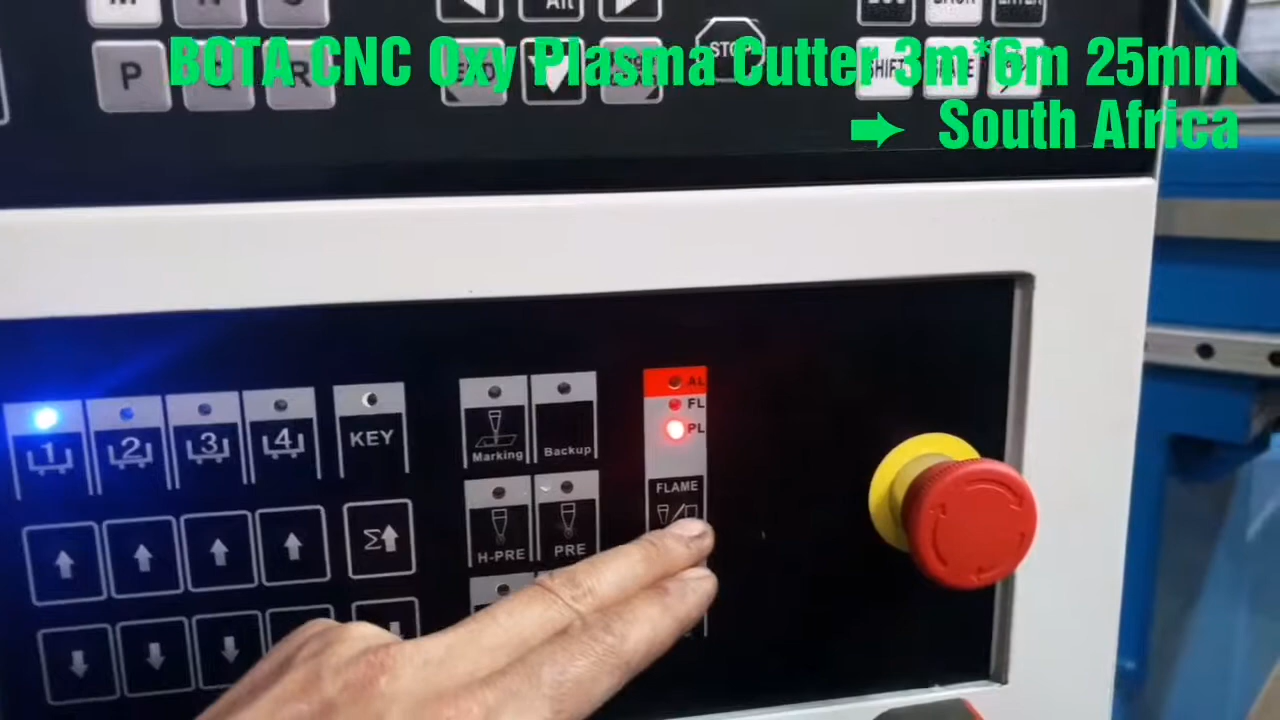 BOTA CNC Oxy Plasma Cutter 3m*6m 25mm
South Africa
Alt
STOP
P
R
SHIFT
1
2
3
4
KEY
Marking
Backup
AL
FL
PL
FLAME
H-PRE
PRE
Σ